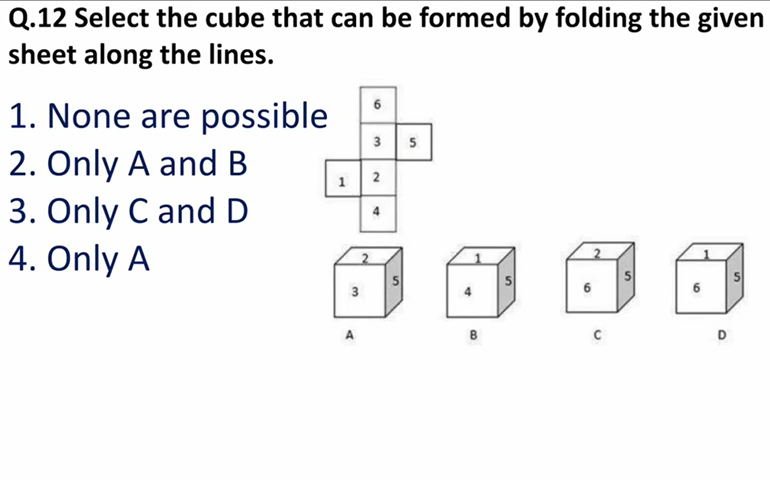 Q.12 Select the cube that can be formed by folding the given
sheet along the lines.
1. None are possible
2. Only A and B
3. Only C and D
4. Only A
6
3 5
1 2
4
2
3 5
A
1
4 5
B
2
6 5
C
1
6 5
D